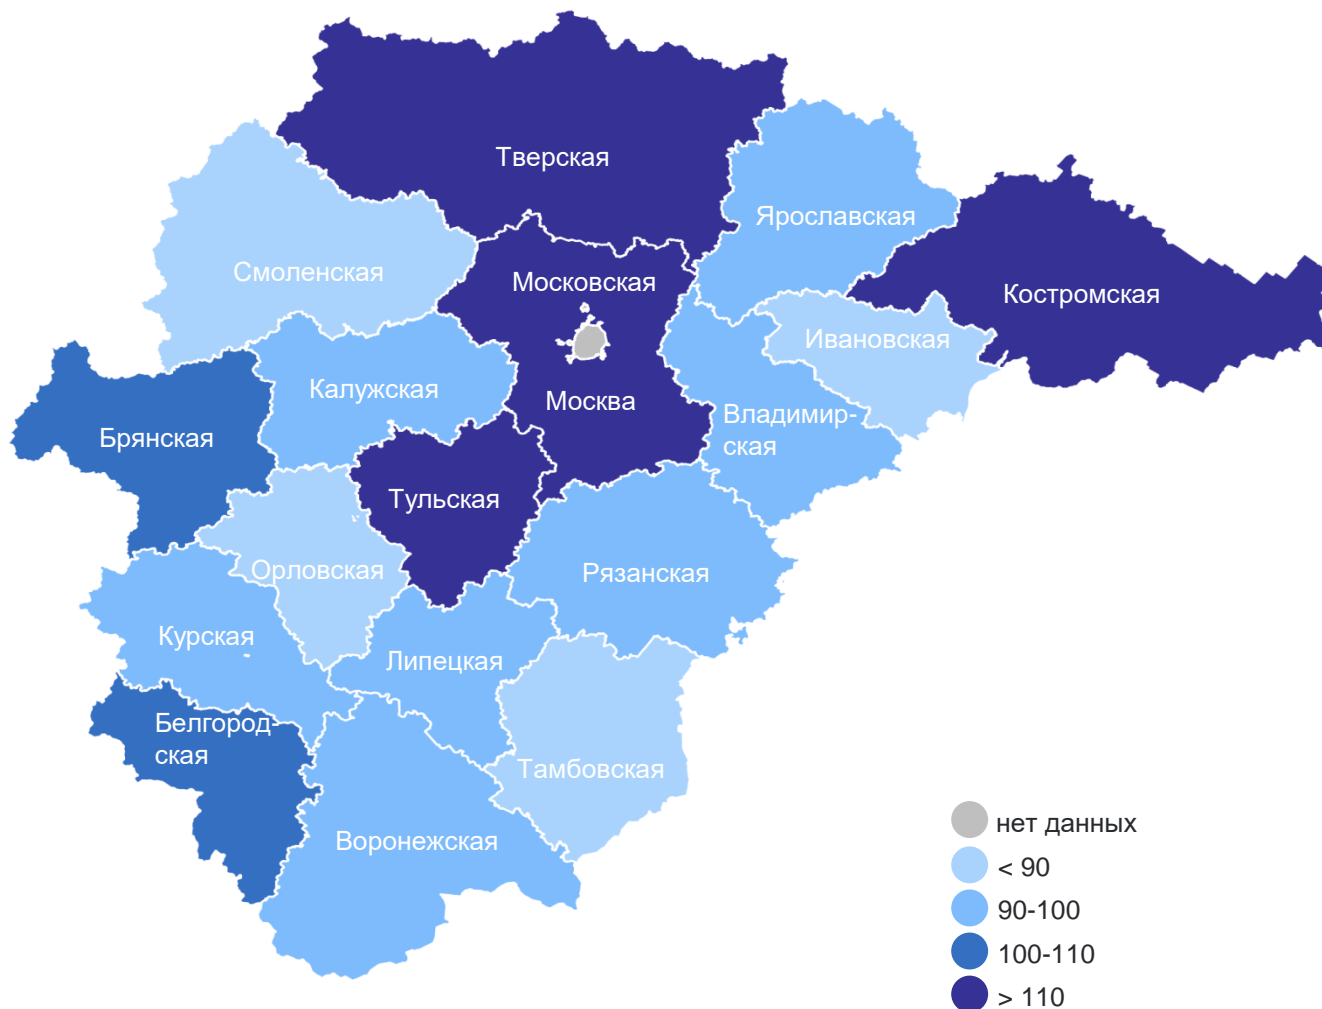 Тверская
Ярославская
Смоленская
Московская
Костромская
Ивановская
Калужская
Москва
Владимир-
ская
Брянская
Тульская
Орловская
Рязанская
Курская
Липецкая
Белгород-
ская
Тамбовская
Воронежская
нет данных
< 90
90-100
100-110
> 110